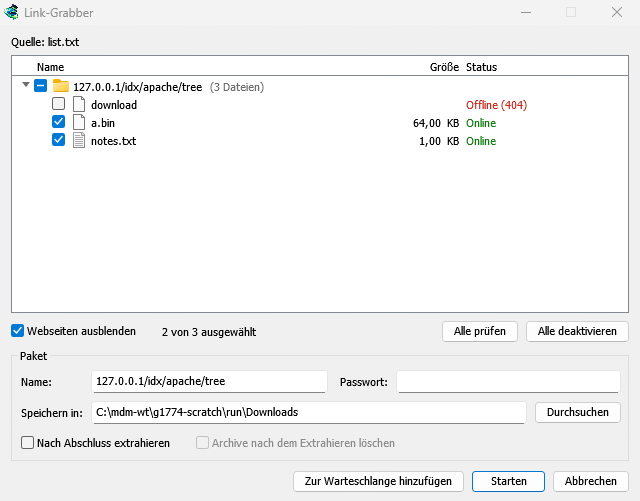 Link-Grabber
Quelle: list.txt
Name Größe Status
127.0.0.1/idx/apache/tree (3 Dateien)
download Offline (404)
a.bin 64,00 KB Online
notes.txt 1,00 KB Online
Webseiten ausblenden 2 von 3 ausgewählt Alle prüfen Alle deaktivieren
Paket
Name: 127.0.0.1/idx/apache/tree Passwort:
Speichern in: C:\mdm-wt\g1774-scratch\run\Downloads Durchsuchen
Nach Abschluss extrahieren Archive nach dem Extrahieren löschen
Zur Warteschlange hinzufügen Starten Abbrechen